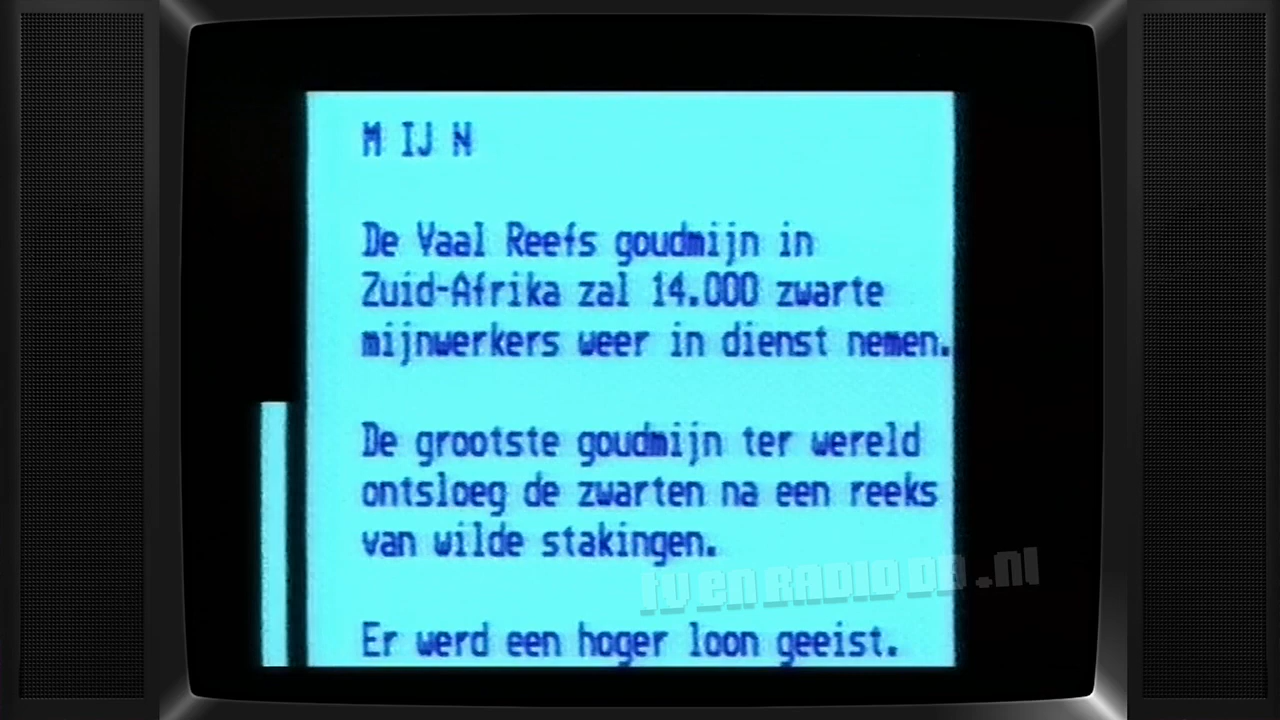 M IJ N
De Vaal Reefs goudmijn in
Zuid-Afrika zal 14.000 zwarte
mijnwerkers weer in dienst nemen.
De grootste goudmijn ter wereld
ontsloeg de zwarten na een reeks
van wilde stakingen.
tv en RADIO DB .nl
Er werd een hoger loon geeist.